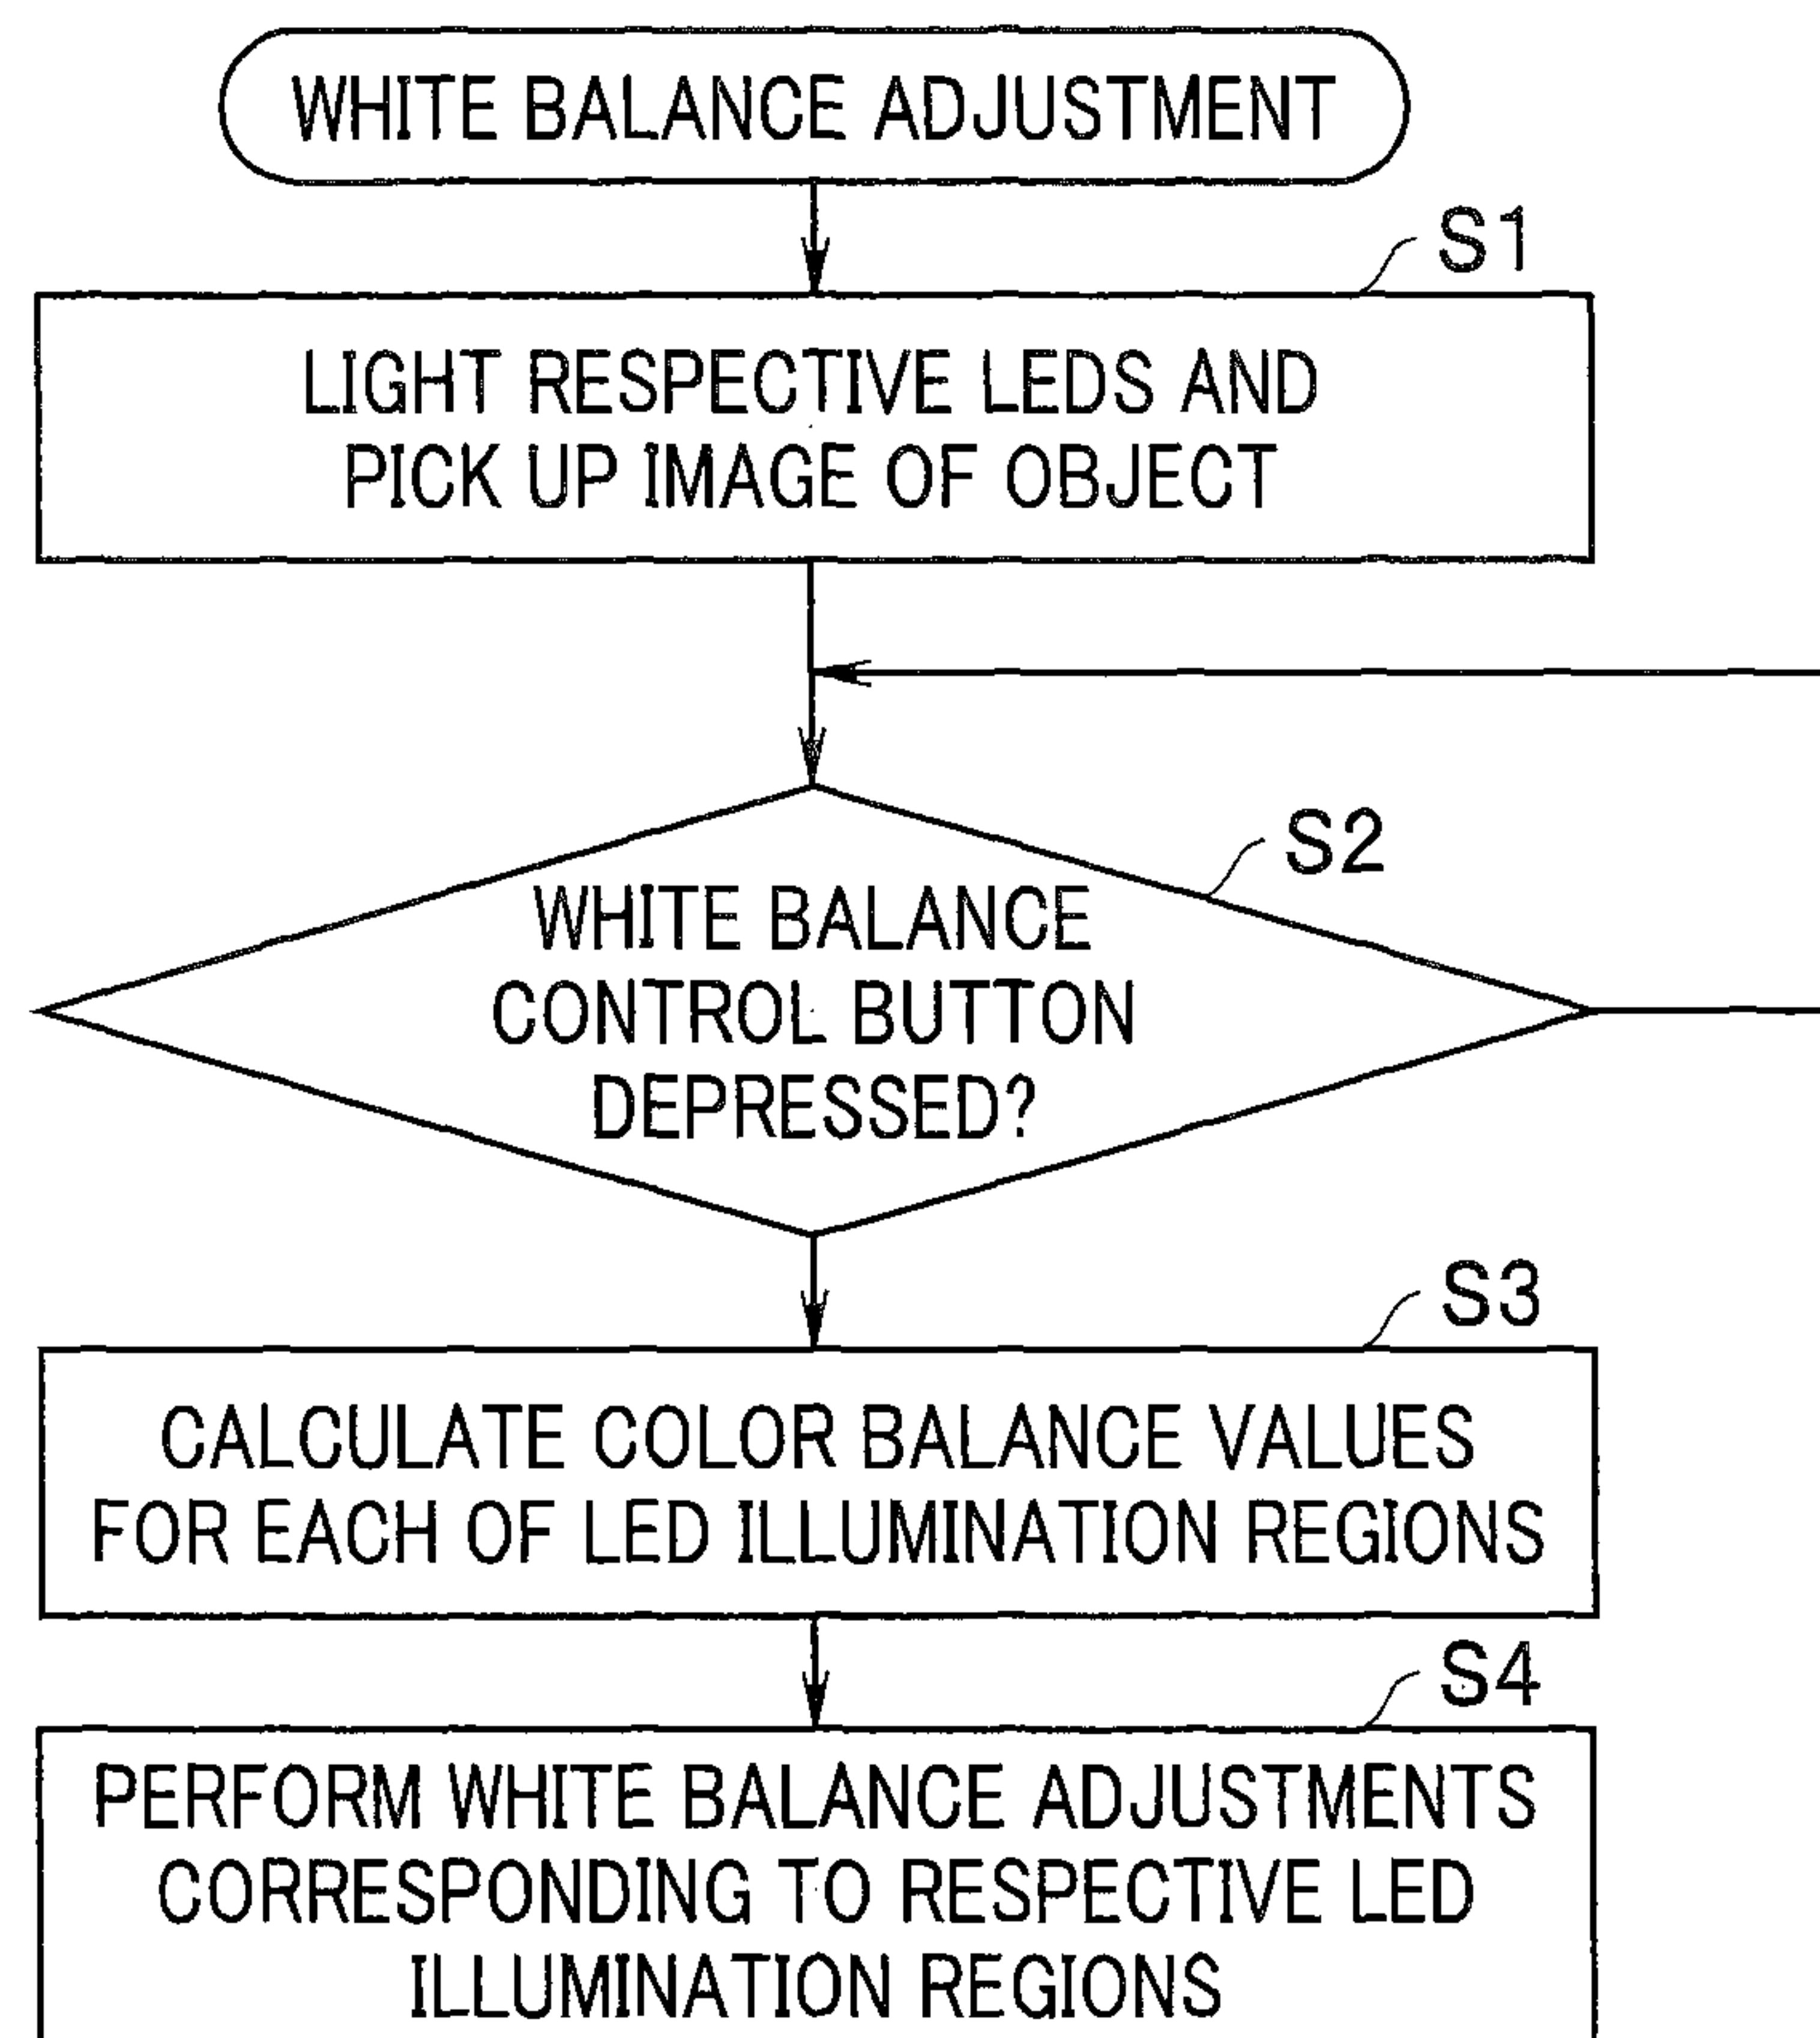 WHITE BALANCE ADJUSTMENT
S1
LIGHT RESPECTIVE LEDS AND
PICK UP IMAGE OF OBJECT
S2
WHITE BALANCE
CONTROL BUTTON
DEPRESSED?
S3
CALCULATE COLOR BALANCE VALUES
FOR EACH OF LED ILLUMINATION REGIONS
S4
PERFORM WHITE BALANCE ADJUSTMENTS
CORRESPONDING TO RESPECTIVE LED
ILLUMINATION REGIONS